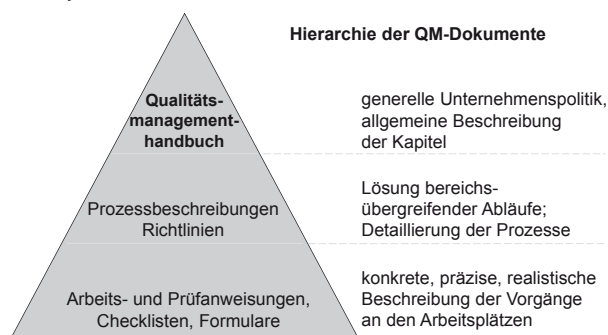 Hierarchie der QM-Dokumente
Qualitäts-
management-
handbuch
generelle Unternehmenspolitik,
allgemeine Beschreibung
der Kapitel
Prozessbeschreibungen
Richtlinien
Lösung bereichs-
übergreifender Abläufe;
Detaillierung der Prozesse
Arbeits- und Prüfanweisungen,
Checklisten, Formulare
konkrete, präzise, realistische
Beschreibung der Vorgänge
an den Arbeitsplätzen